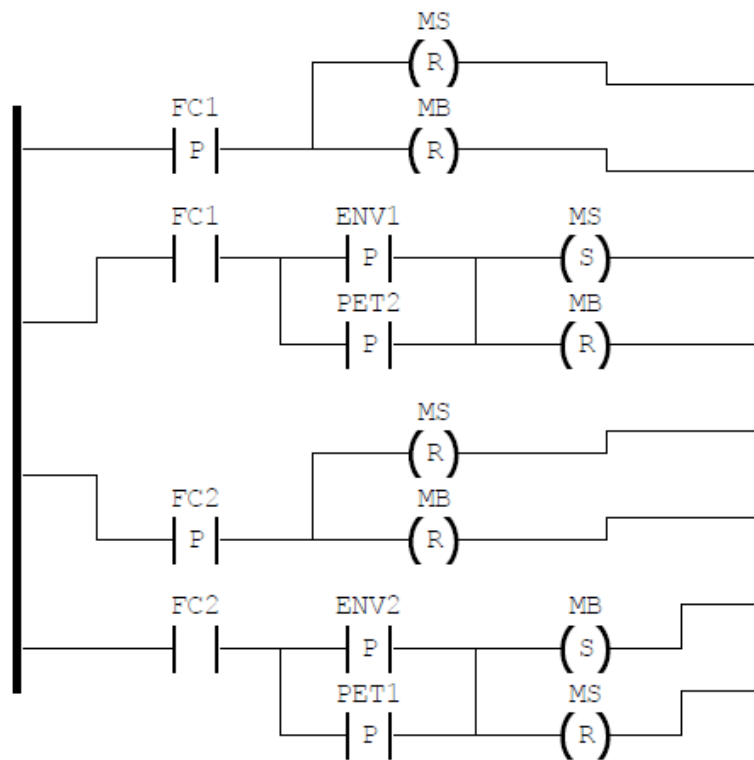 MS
(R)
FC1 MB
P (R)
FC1 ENV1 MS
P (S)
PET2 MB
P (R)
MS
(R)
FC2 MB
P (R)
FC2 ENV2 MB
P (S)
PET1 MS
P (R)